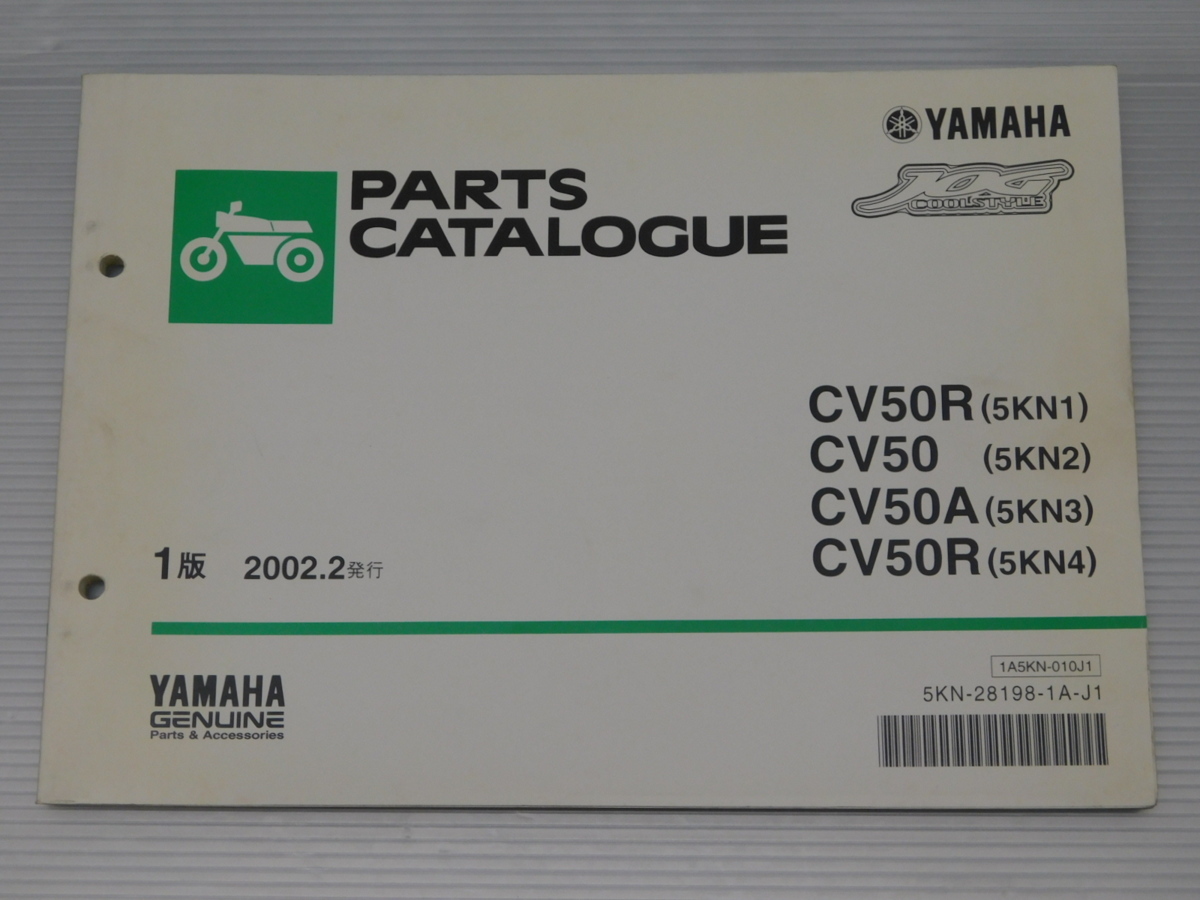 YAMAHA
JOG
COOLSTYLE
PARTS
CATALOGUE
CV50R (5KN1)
CV50 (5KN2)
CV50A (5KN3)
CV50R (5KN4)
1版 2002.2発行
1A5KN-010J1
5KN-28198-1A-J1
YAMAHA
GENUINE
Parts & Accessories